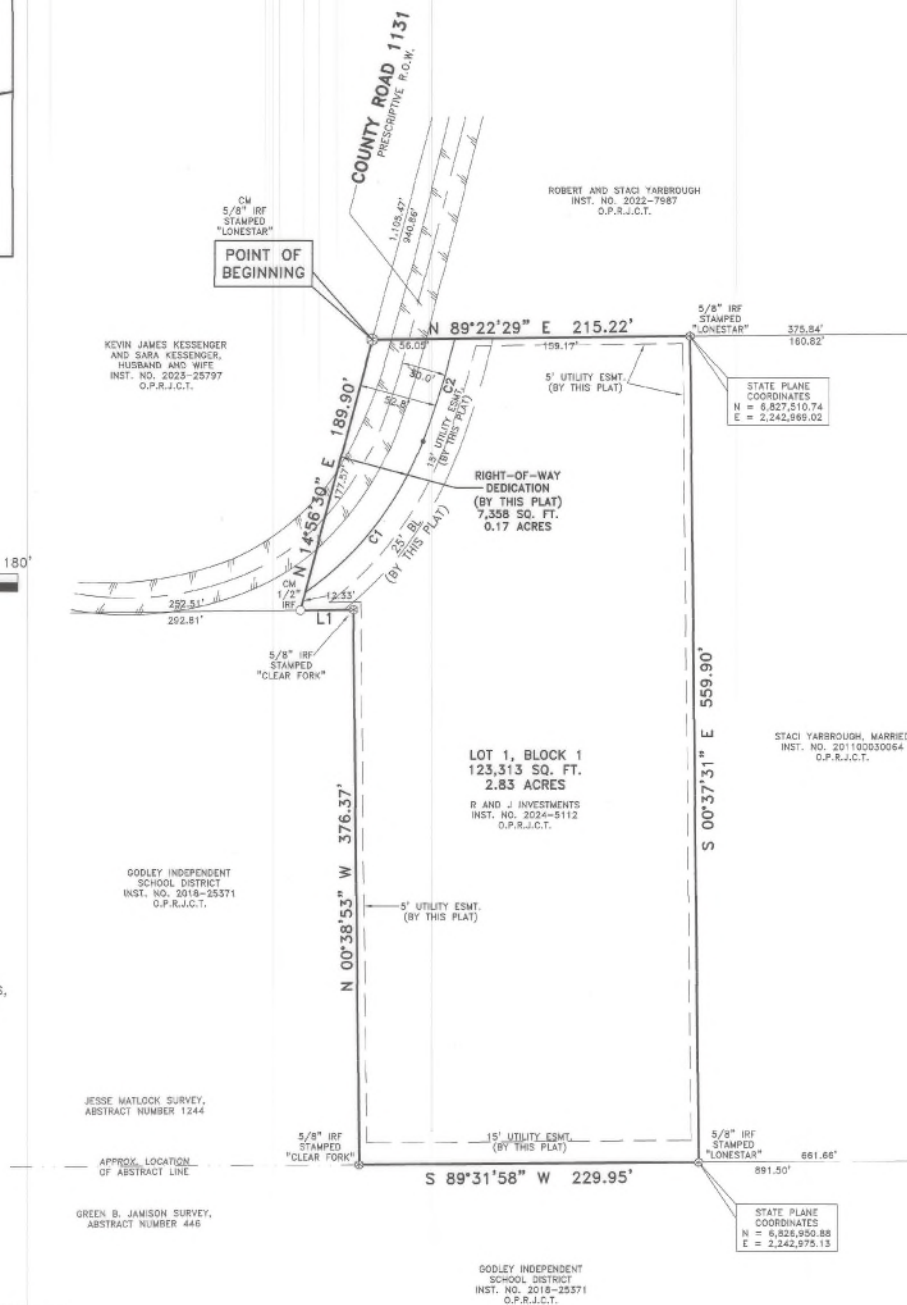 COUNTY ROAD 1131
PRESCRIPTIVE R.O.W.
1,105.47'
940.86'
CM
5/8" IRF
STAMPED
"LONESTAR"
POINT OF
BEGINNING
ROBERT AND STACI YARBROUGH
INST. NO. 2022-7987
O.P.R.J.C.T.
N 89°22'29" E 215.22'
56.05'
159.17'
5/8" IRF
STAMPED
"LONESTAR"
375.84'
160.82'
KEVIN JAMES KESSENGER
AND SARA KESSENGER,
HUSBAND AND WIFE
INST. NO. 2023-25797
O.P.R.J.C.T.
30.0'
C2
5' UTILITY ESMT.
(BY THIS PLAT)
STATE PLANE
COORDINATES
N = 6,827,510.74
E = 2,242,969.02
N 14°56'30" E 189.90'
177.57'
15' UTILITY ESMT.
(BY THIS PLAT)
RIGHT-OF-WAY
DEDICATION
(BY THIS PLAT)
7,358 SQ. FT.
0.17 ACRES
C1
25' BL
(BY THIS PLAT)
180'
CM
1/2"
IRF
12.33'
252.51'
292.81'
L1
5/8" IRF
STAMPED
"CLEAR FORK"
S 00°37'31" E 559.90'
STACI YARBROUGH, MARRIED
INST. NO. 201100030064
O.P.R.J.C.T.
LOT 1, BLOCK 1
123,313 SQ. FT.
2.83 ACRES
R AND J INVESTMENTS
INST. NO. 2024-5112
O.P.R.J.C.T.
N 00°38'53" W 376.37'
GODLEY INDEPENDENT
SCHOOL DISTRICT
INST. NO. 2018-25371
O.P.R.J.C.T.
5' UTILITY ESMT.
(BY THIS PLAT)
S,
JESSE MATLOCK SURVEY,
ABSTRACT NUMBER 1244
APPROX. LOCATION
OF ABSTRACT LINE
GREEN B. JAMISON SURVEY,
ABSTRACT NUMBER 446
5/8" IRF
STAMPED
"CLEAR FORK"
15' UTILITY ESMT.
(BY THIS PLAT)
5/8" IRF
STAMPED
"LONESTAR"
661.66'
891.50'
S 89°31'58" W 229.95'
STATE PLANE
COORDINATES
N = 6,826,950.88
E = 2,242,975.13
GODLEY INDEPENDENT
SCHOOL DISTRICT
INST. NO. 2018-25371
O.P.R.J.C.T.